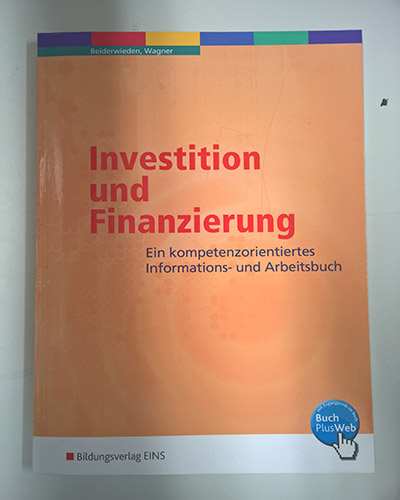 Beiderwieden, Wagner
Investition
und
Finanzierung
Ein kompetenzorientiertes
Informations- und Arbeitsbuch
Buch
PlusWeb
Bildungsverlag EINS